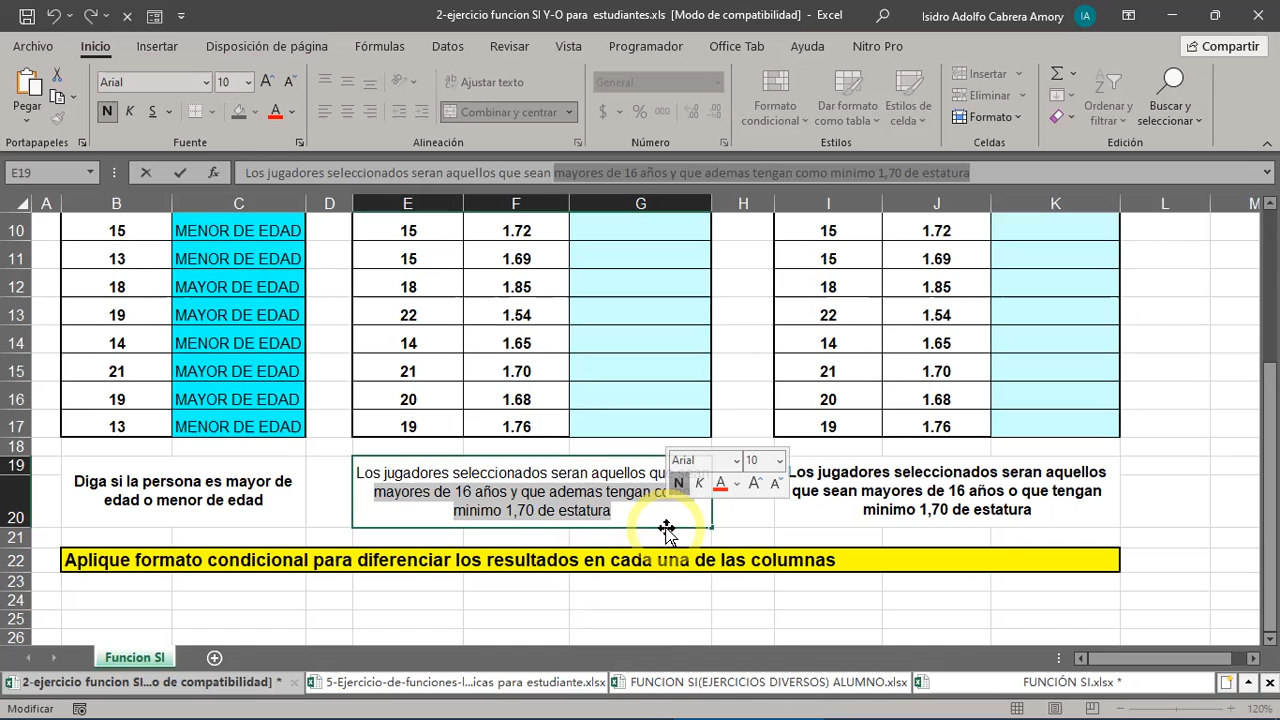 2-ejercicio funcion SI Y-O para estudiantes.xls [Modo de compatibilidad] - Excel
Isidro Adolfo Cabrera Amory
IA
Archivo Inicio Insertar Disposición de página Fórmulas Datos Revisar Vista Programador Office Tab Ayuda Nitro Pro
Compartir
Pegar
Arial 10
N K S
Ajustar texto
Combinar y centrar
General
Formato condicional
Dar formato como tabla
Estilos de celda
Insertar
Eliminar
Formato
Ordenar y filtrar
Buscar y seleccionar
Portapapeles Fuente Alineación Número Estilos Celdas Edición
E19 fx Los jugadores seleccionados seran aquellos que sean mayores de 16 años y que ademas tengan como minimo 1,70 de estatura
A B C D E F G H I J K L M
10 15 MENOR DE EDAD 15 1.72 15 1.72
11 13 MENOR DE EDAD 15 1.69 15 1.69
12 18 MAYOR DE EDAD 18 1.85 18 1.85
13 19 MAYOR DE EDAD 22 1.54 22 1.54
14 14 MENOR DE EDAD 14 1.65 14 1.65
15 21 MAYOR DE EDAD 21 1.70 21 1.70
16 19 MAYOR DE EDAD 20 1.68 20 1.68
17 13 MENOR DE EDAD 19 1.76 19 1.76
18
19
20
21
22
23
24
25
26
Diga si la persona es mayor de
edad o menor de edad
Los jugadores seleccionados seran aquellos
mayores de 16 años y que ademas tengan
minimo 1,70 de estatura
Arial 10
N K A A A
Los jugadores seleccionados seran aquellos
que sean mayores de 16 años o que tengan
minimo 1,70 de estatura
Aplique formato condicional para diferenciar los resultados en cada una de las columnas
Funcion SI
2-ejercicio funcion SI...o de compatibilidad] *
5-Ejercicio-de-funciones-l...icas para estudiante.xlsx
FUNCION SI(EJERCICIOS DIVERSOS) ALUMNO.xlsx
FUNCIÓN SI.xlsx *
Modificar
120%